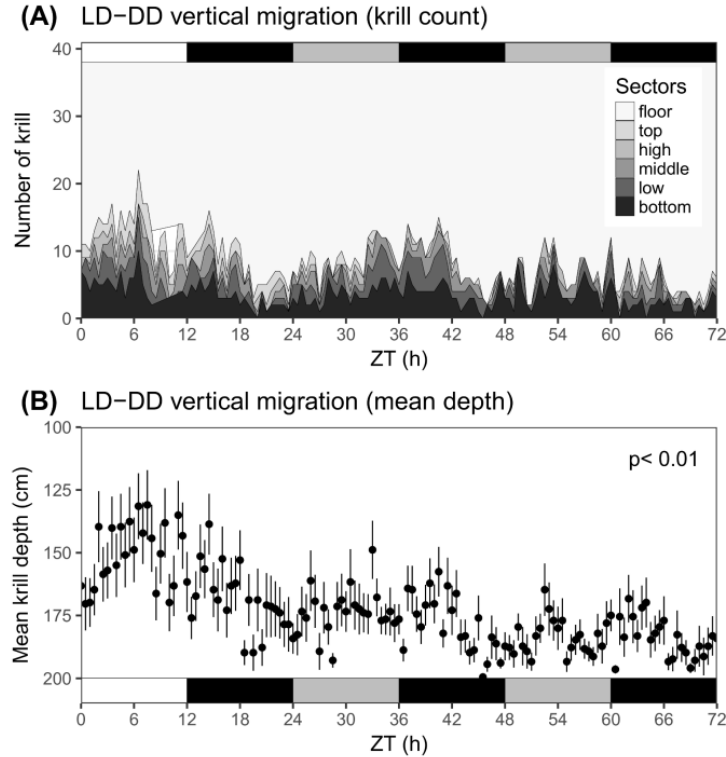 (A) LD−DD vertical migration (krill count)
40
30
20
10
0
Number of krill
Sectors
floor
top
high
middle
low
bottom
0 6 12 18 24 30 36 42 48 54 60 66 72
ZT (h)
(B) LD−DD vertical migration (mean depth)
100
125
150
175
200
Mean krill depth (cm)
p< 0.01
0 6 12 18 24 30 36 42 48 54 60 66 72
ZT (h)